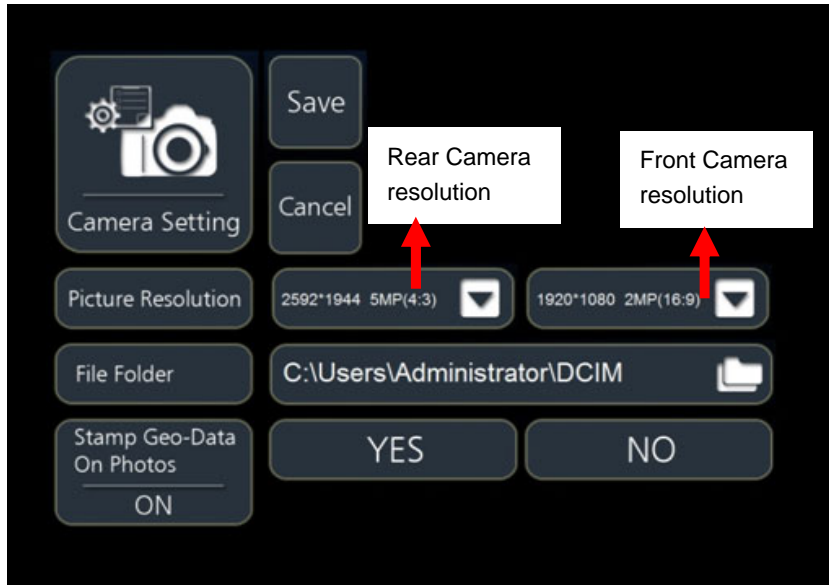 Camera Setting
Save
Cancel
Rear Camera
resolution
Front Camera
resolution
Picture Resolution
2592*1944 5MP(4:3)
1920*1080 2MP(16:9)
File Folder
C:\Users\Administrator\DCIM
Stamp Geo-Data
On Photos
ON
YES
NO